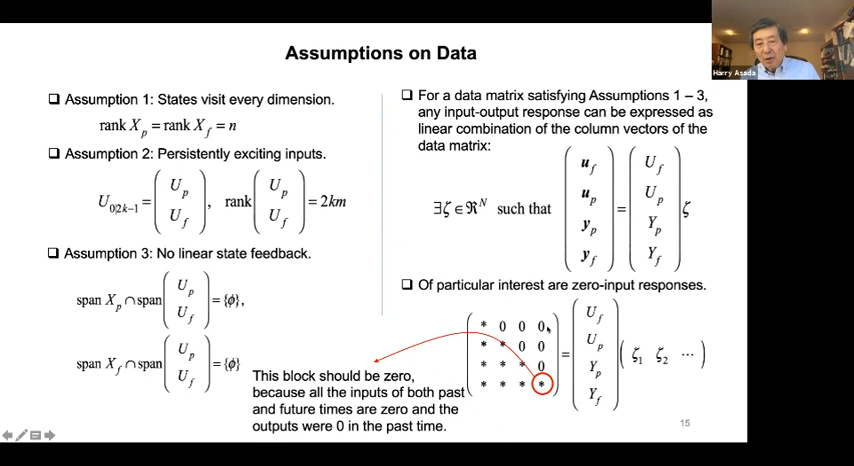 Assumptions on Data
Harry Asada
❑ Assumption 1: States visit every dimension.
rank X_p = rank X_f = n
❑ Assumption 2: Persistently exciting inputs.
U_{0|2k−1} = ( U_p U_f ), rank ( U_p U_f ) = 2km
❑ Assumption 3: No linear state feedback.
span X_p ∩ span ( U_p U_f ) = {ϕ},
span X_f ∩ span ( U_p U_f ) = {ϕ}
❑ For a data matrix satisfying Assumptions 1 – 3,
any input-output response can be expressed as
linear combination of the column vectors of the
data matrix:
∃ζ ∈ ℜ^N such that ( u_f u_p y_p y_f ) = ( U_f U_p Y_p Y_f ) ζ
❑ Of particular interest are zero-input responses.
* 0 0 0
* * 0 0
* * * 0
* * * *
= ( U_f U_p Y_p Y_f ) ( ζ_1 ζ_2 ⋯ )
This block should be zero,
because all the inputs of both past
and future times are zero and the
outputs were 0 in the past time.
15